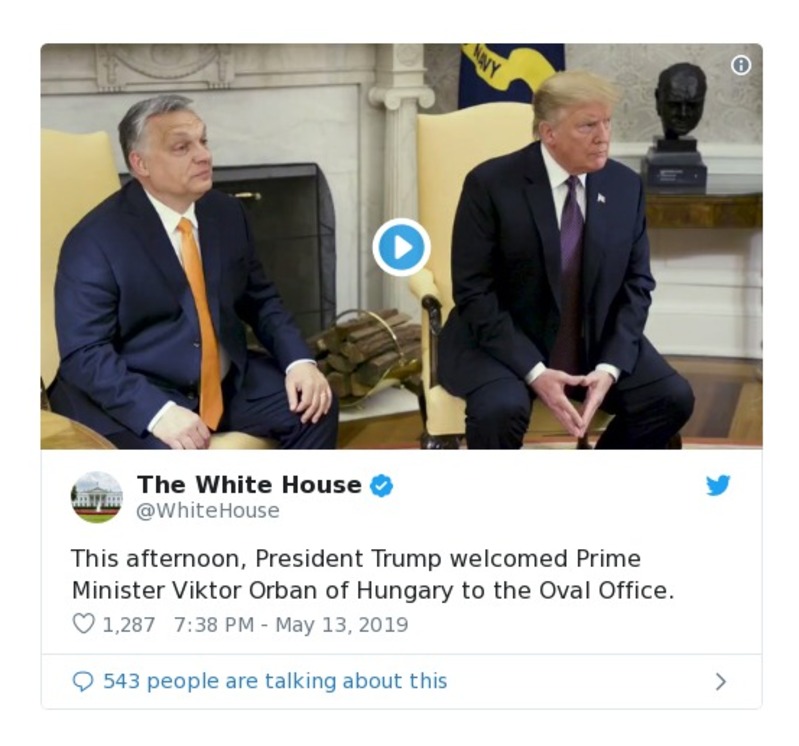 NAVY
The White House
@WhiteHouse
This afternoon, President Trump welcomed Prime
Minister Viktor Orban of Hungary to the Oval Office.
1,287 7:38 PM - May 13, 2019
543 people are talking about this